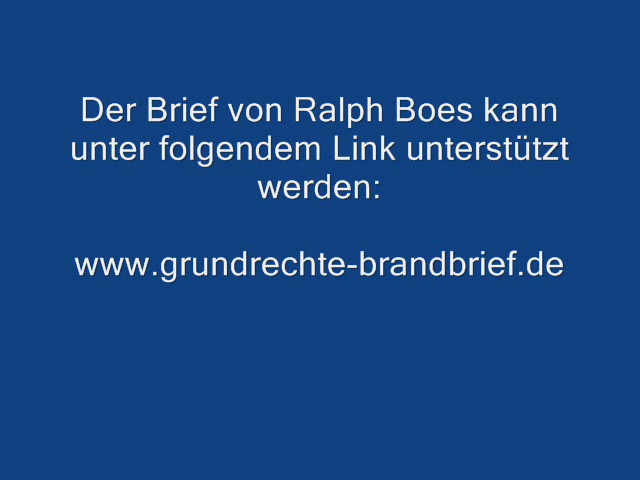 Der Brief von Ralph Boes kann
unter folgendem Link unterstützt
werden:
www.grundrechte-brandbrief.de